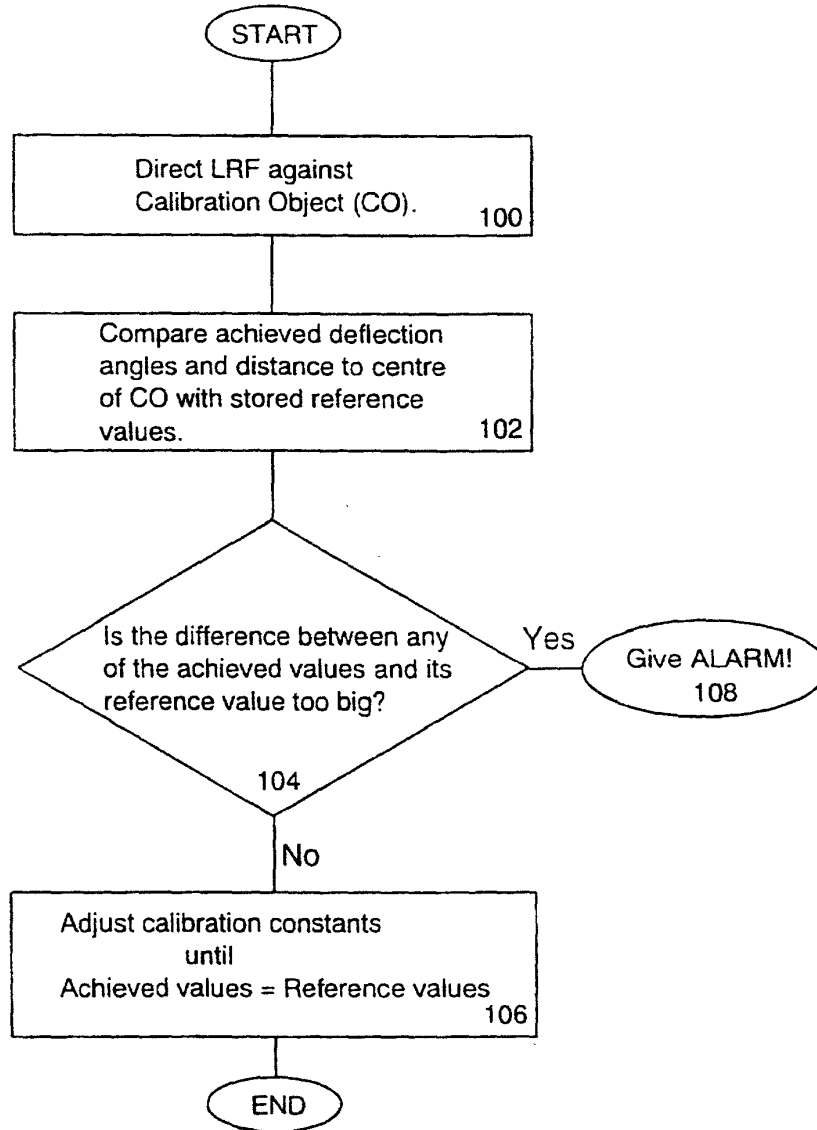 START
Direct LRF against
Calibration Object (CO).
100
Compare achieved deflection
angles and distance to centre
of CO with stored reference
values.
102
Is the difference between any
of the achieved values and its
reference value too big?
104
Yes
Give ALARM!
108
No
Adjust calibration constants
until
Achieved values = Reference values
106
END